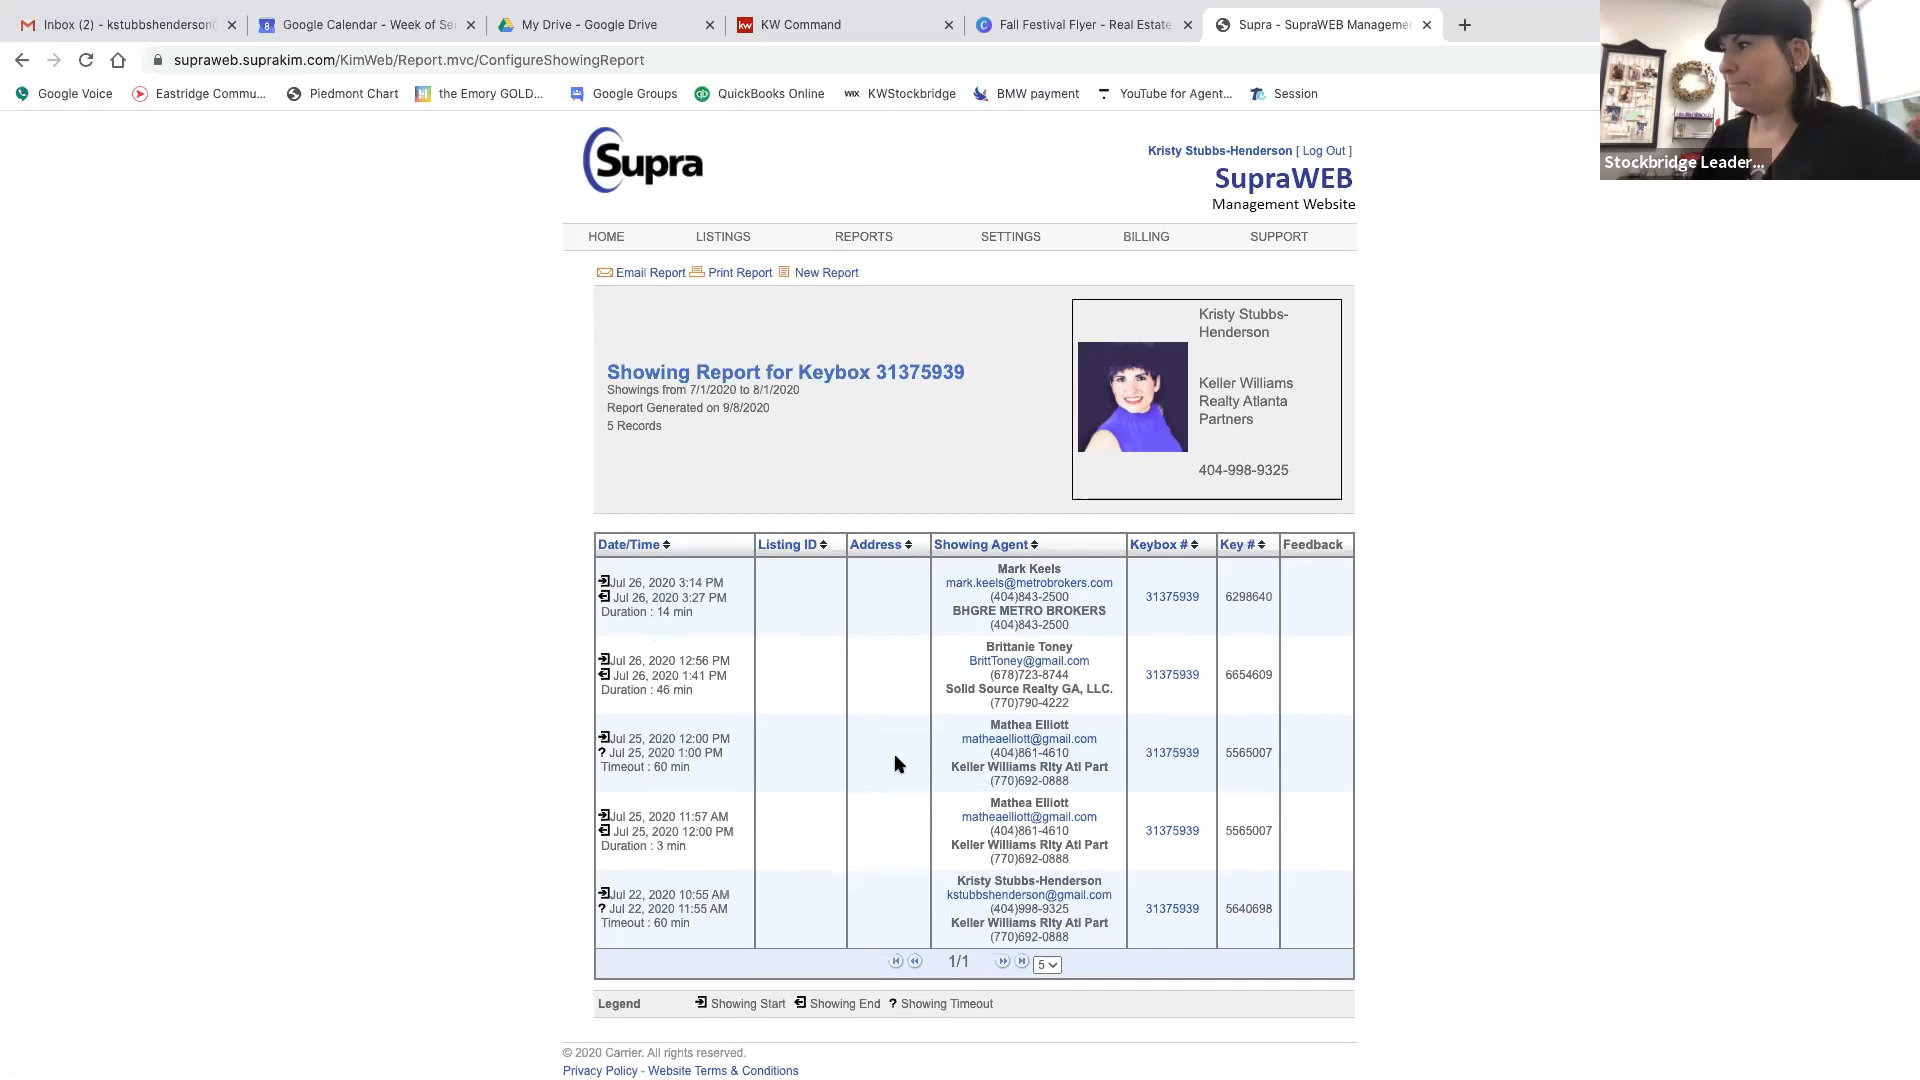 Inbox (2) - kstubbshenderson
Google Calendar - Week of Se
My Drive - Google Drive
KW Command
Fall Festival Flyer - Real Estate
Supra - SupraWEB Managemen
supraweb.suprakim.com/KimWeb/Report.mvc/ConfigureShowingReport
Google Voice
Eastridge Commu...
Piedmont Chart
the Emory GOLD...
Google Groups
QuickBooks Online
KWStockbridge
BMW payment
YouTube for Agent...
Session
Stockbridge Leader...
Supra
Kristy Stubbs-Henderson [ Log Out ]
SupraWEB
Management Website
HOME LISTINGS REPORTS SETTINGS BILLING SUPPORT
Email Report Print Report New Report
Showing Report for Keybox 31375939
Showings from 7/1/2020 to 8/1/2020
Report Generated on 9/8/2020
5 Records
Kristy Stubbs-
Henderson
Keller Williams
Realty Atlanta
Partners
404-998-9325
Date/Time Listing ID Address Showing Agent Keybox # Key # Feedback
Jul 26, 2020 3:14 PM
Jul 26, 2020 3:27 PM
Duration : 14 min
Mark Keels
mark.keels@metrobrokers.com
(404)843-2500
BHGRE METRO BROKERS
(404)843-2500
31375939
6298640
Jul 26, 2020 12:56 PM
Jul 26, 2020 1:41 PM
Duration : 46 min
Brittanie Toney
BrittToney@gmail.com
(678)723-8744
Solid Source Realty GA, LLC.
(770)790-4222
31375939
6654609
Jul 25, 2020 12:00 PM
? Jul 25, 2020 1:00 PM
Timeout : 60 min
Mathea Elliott
matheaelliott@gmail.com
(404)861-4610
Keller Williams Rlty Atl Part
(770)692-0888
31375939
5565007
Jul 25, 2020 11:57 AM
Jul 25, 2020 12:00 PM
Duration : 3 min
Mathea Elliott
matheaelliott@gmail.com
(404)861-4610
Keller Williams Rlty Atl Part
(770)692-0888
31375939
5565007
Jul 22, 2020 10:55 AM
? Jul 22, 2020 11:55 AM
Timeout : 60 min
Kristy Stubbs-Henderson
kstubbshenderson@gmail.com
(404)998-9325
Keller Williams Rlty Atl Part
(770)692-0888
31375939
5640698
1/1 5
Legend Showing Start Showing End ? Showing Timeout
© 2020 Carrier. All rights reserved.
Privacy Policy - Website Terms & Conditions